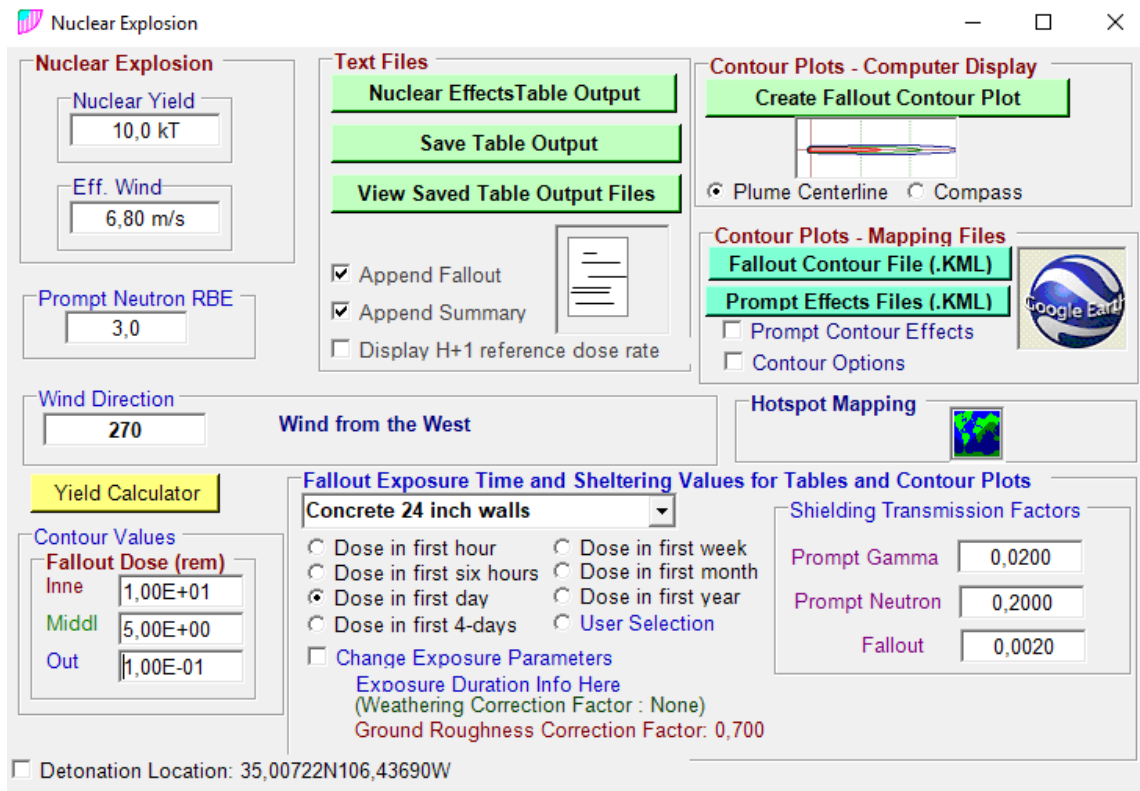 Nuclear Explosion
Nuclear Explosion
Nuclear Yield
10,0 kT
Eff. Wind
6,80 m/s
Prompt Neutron RBE
3,0
Text Files
Nuclear EffectsTable Output
Save Table Output
View Saved Table Output Files
Append Fallout
Append Summary
Display H+1 reference dose rate
Contour Plots - Computer Display
Create Fallout Contour Plot
Plume Centerline Compass
Contour Plots - Mapping Files
Fallout Contour File (.KML)
Prompt Effects Files (.KML)
Google Earth
Prompt Contour Effects
Contour Options
Wind Direction
270
Wind from the West
Hotspot Mapping
Yield Calculator
Contour Values
Fallout Dose (rem)
Inne 1,00E+01
Middl 5,00E+00
Out 1,00E-01
Fallout Exposure Time and Sheltering Values for Tables and Contour Plots
Concrete 24 inch walls
Dose in first hour Dose in first week
Dose in first six hours Dose in first month
Dose in first day Dose in first year
Dose in first 4-days User Selection
Change Exposure Parameters
Exposure Duration Info Here
(Weathering Correction Factor : None)
Ground Roughness Correction Factor: 0,700
Shielding Transmission Factors
Prompt Gamma 0,0200
Prompt Neutron 0,2000
Fallout 0,0020
Detonation Location: 35,00722N106,43690W